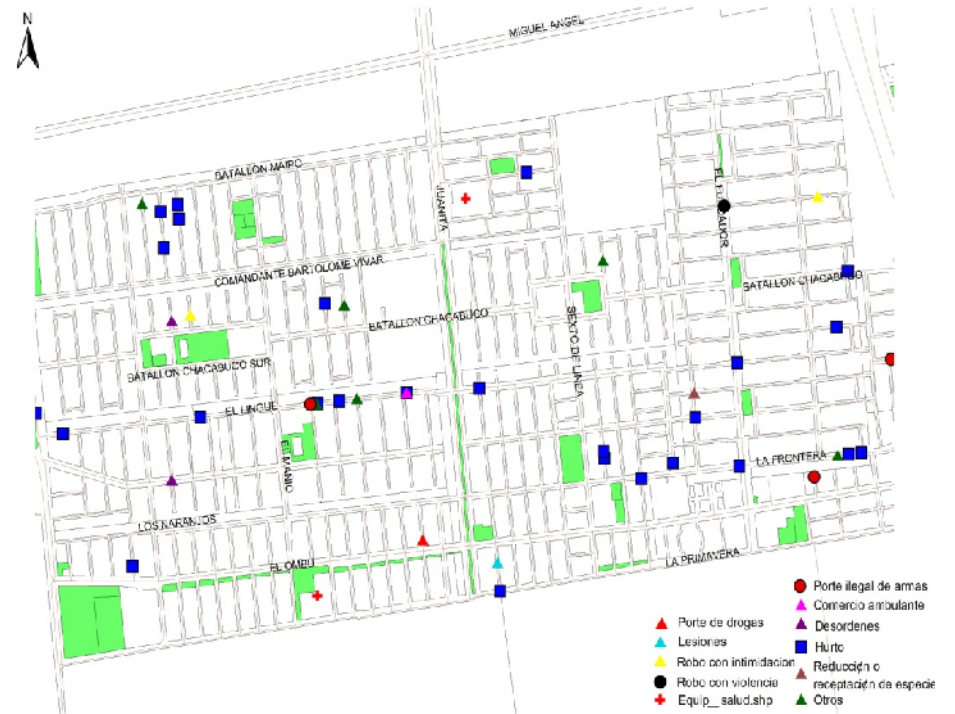 N
MIGUEL ANGEL
BATALLON MAIPO
JUANITA
COMANDANTE BARTOLOME VIVAR
BATALLON CHACABUCO
BATALLON CHACABUCO
SEXTO DE LINEA
BATALLON CHACABUCO SUR
EL LINGUE
EL MANIO
LA FRONTERA
LOS NARANJOS
EL OMBU
LA PRIMAVERA
Porte de drogas
Lesiones
Robo con intimidacion
Robo con violencia
Equip_salud.shp
Porte ilegal de armas
Comercio ambulante
Desordenes
Hurto
Reducción o
receptación de especie
Otros